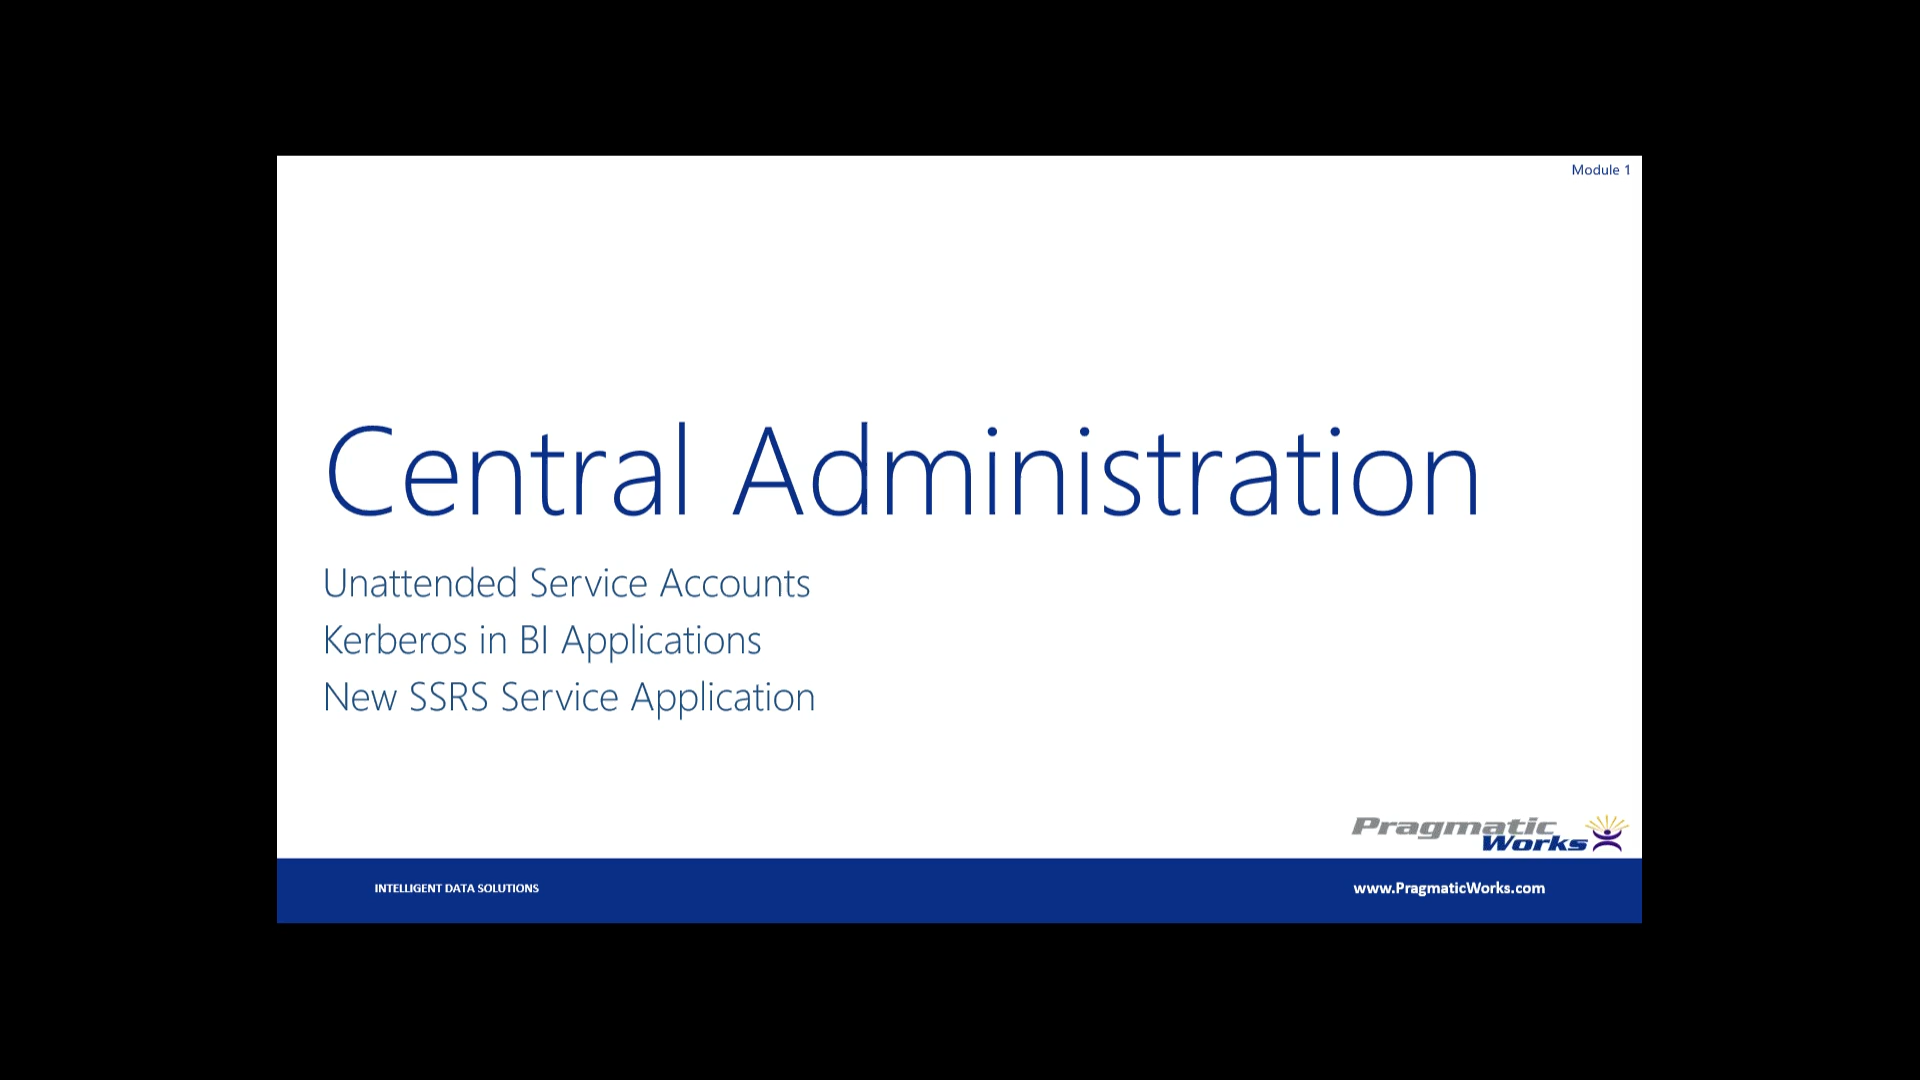 Module 1
Central Administration
Unattended Service Accounts
Kerberos in BI Applications
New SSRS Service Application
Pragmatic
Works
INTELLIGENT DATA SOLUTIONS
www.PragmaticWorks.com